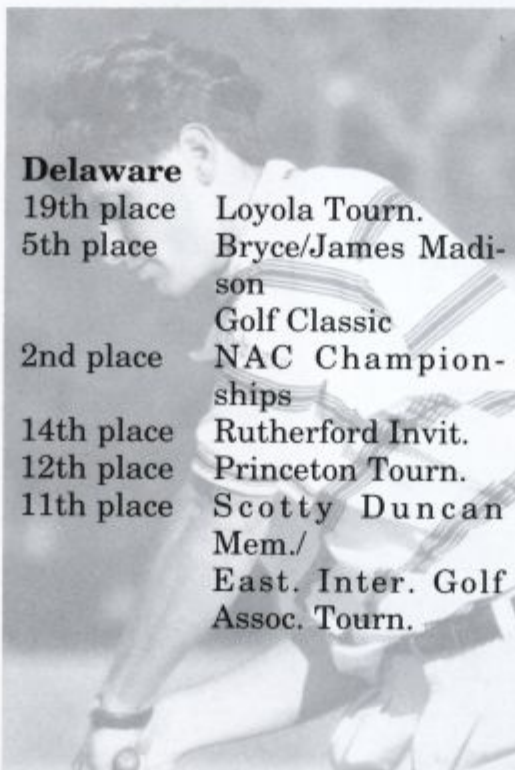 Delaware
19th place Loyola Tourn.
5th place Bryce/James Madi-
son
Golf Classic
2nd place NAC Champion-
ships
14th place Rutherford Invit.
12th place Princeton Tourn.
11th place Scotty Duncan
Mem./
East. Inter. Golf
Assoc. Tourn.